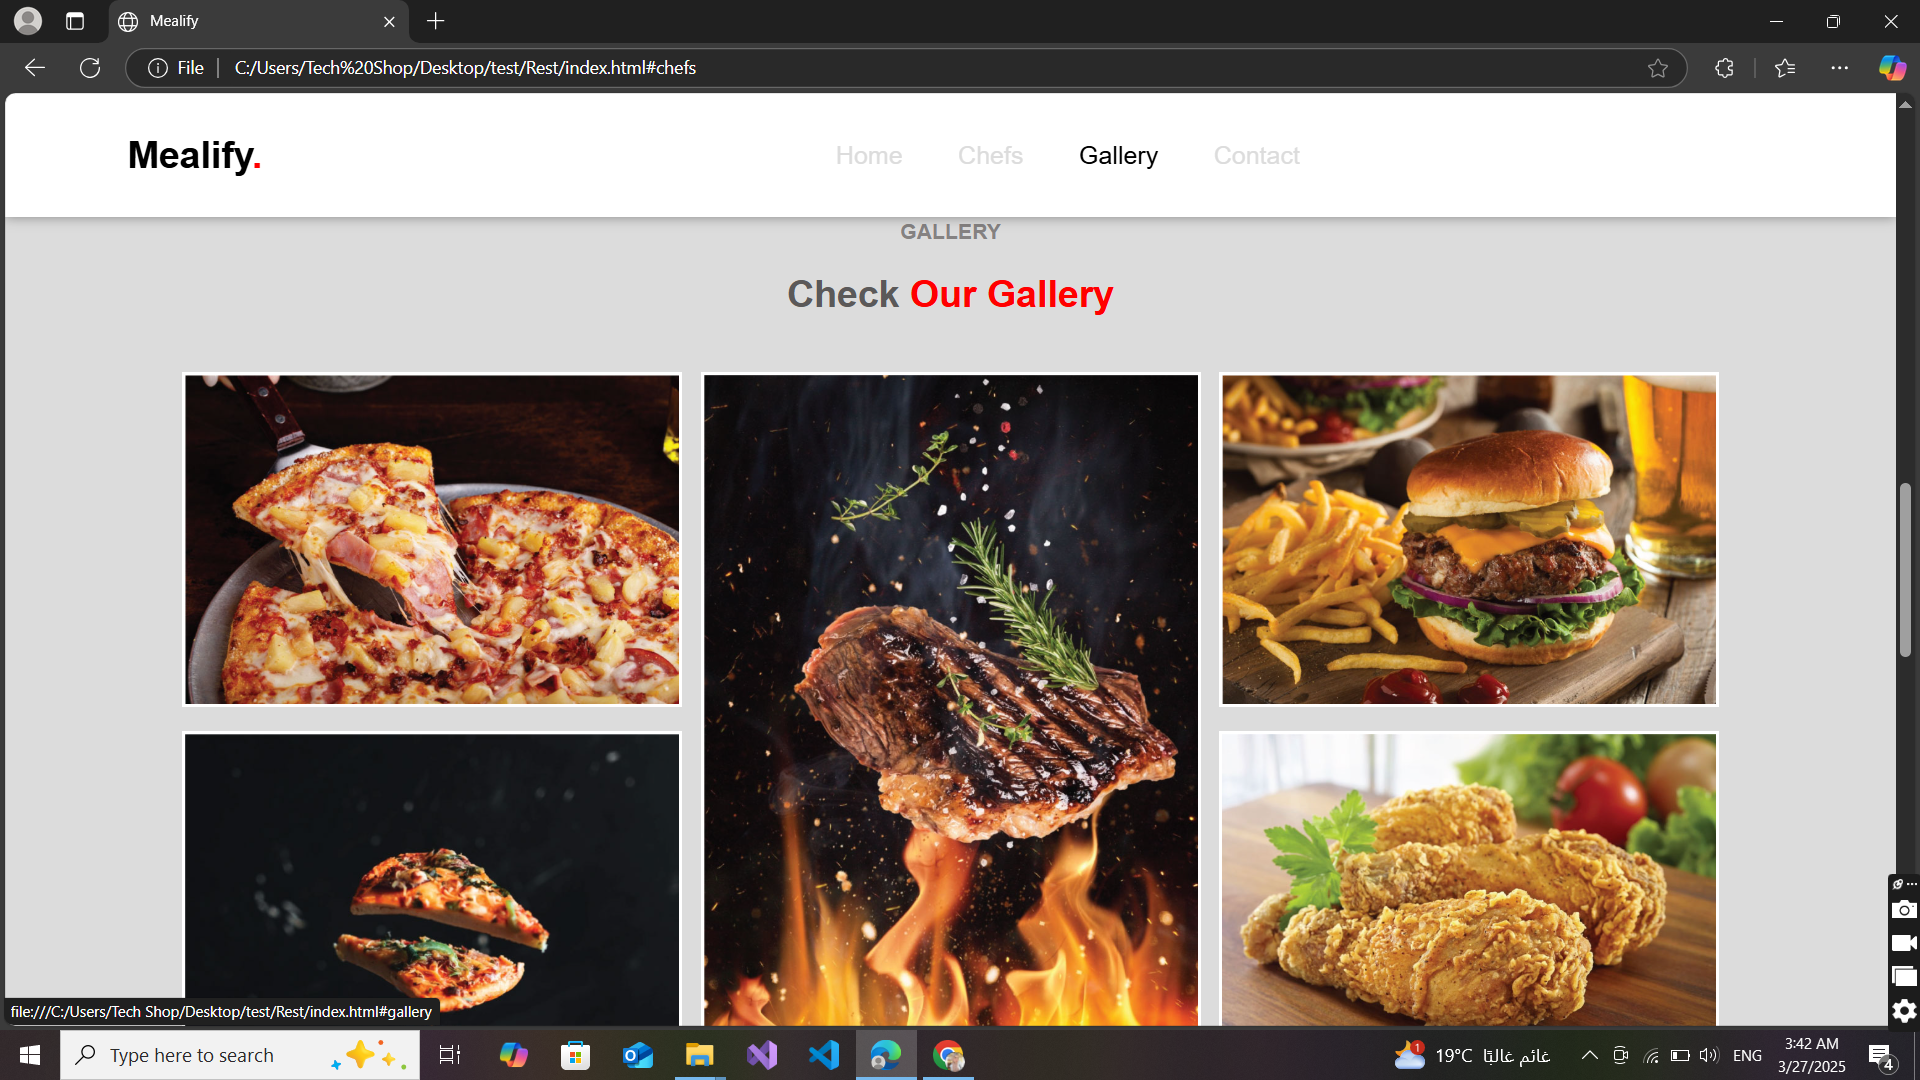 Mealify
File
C:/Users/Tech%20Shop/Desktop/test/Rest/index.html#chefs
Mealify.
Home
Chefs
Gallery
Contact
GALLERY
Check Our Gallery
file:///C:/Users/Tech Shop/Desktop/test/Rest/index.html#gallery
Type here to search
1
19°C غائم غالبًا
ENG
3:42 AM
3/27/2025
4